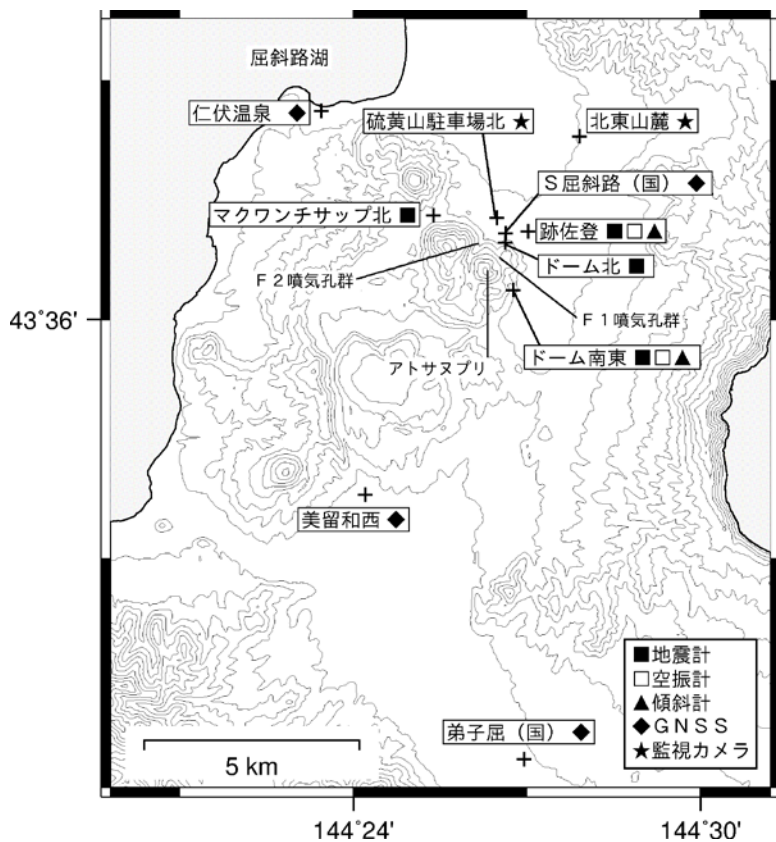 屈斜路湖
仁伏温泉 ◆
硫黄山駐車場北 ★
北東山麓 ★
S屈斜路（国） ◆
マクワンチサップ北 ■
跡佐登 ■□▲
ドーム北 ■
F2噴気孔群
F1噴気孔群
43˚36'
アトサヌプリ
ドーム南東 ■□▲
美留和西 ◆
■地震計
□空振計
▲傾斜計
◆GNSS
★監視カメラ
弟子屈（国） ◆
5 km
144˚24'
144˚30'